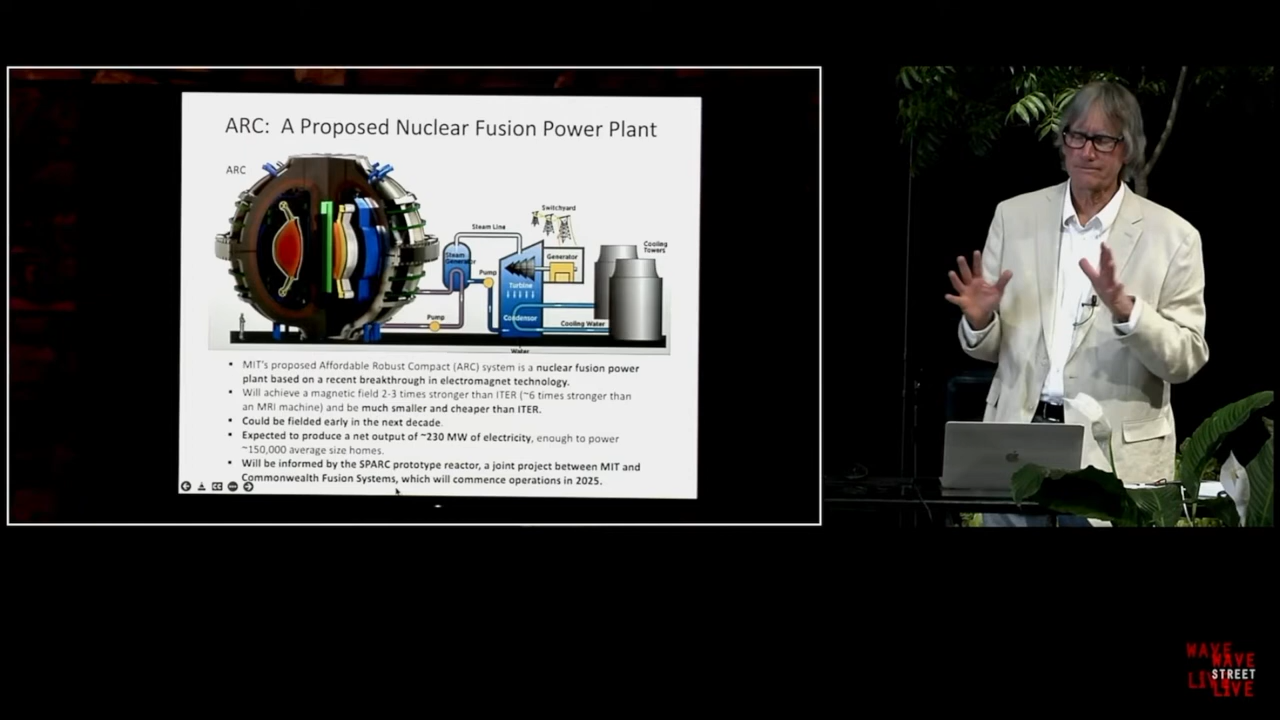 ARC: A Proposed Nuclear Fusion Power Plant
ARC
Switchyard
Steam Line
Cooling
Towers
Steam
Generator
Generator
Pump
Turbine
Condensor
Pump
Cooling Water
Water
MIT's proposed Affordable Robust Compact (ARC) system is a nuclear fusion power
plant based on a recent breakthrough in electromagnet technology.
Will achieve a magnetic field 2-3 times stronger than ITER (~6 times stronger than
an MRI machine) and be much smaller and cheaper than ITER.
Could be fielded early in the next decade.
Expected to produce a net output of ~230 MW of electricity, enough to power
~150,000 average size homes.
Will be informed by the SPARC prototype reactor, a joint project between MIT and
Commonwealth Fusion Systems, which will commence operations in 2025.
WAVE
WAVE
STREET
LIVE
LIVE